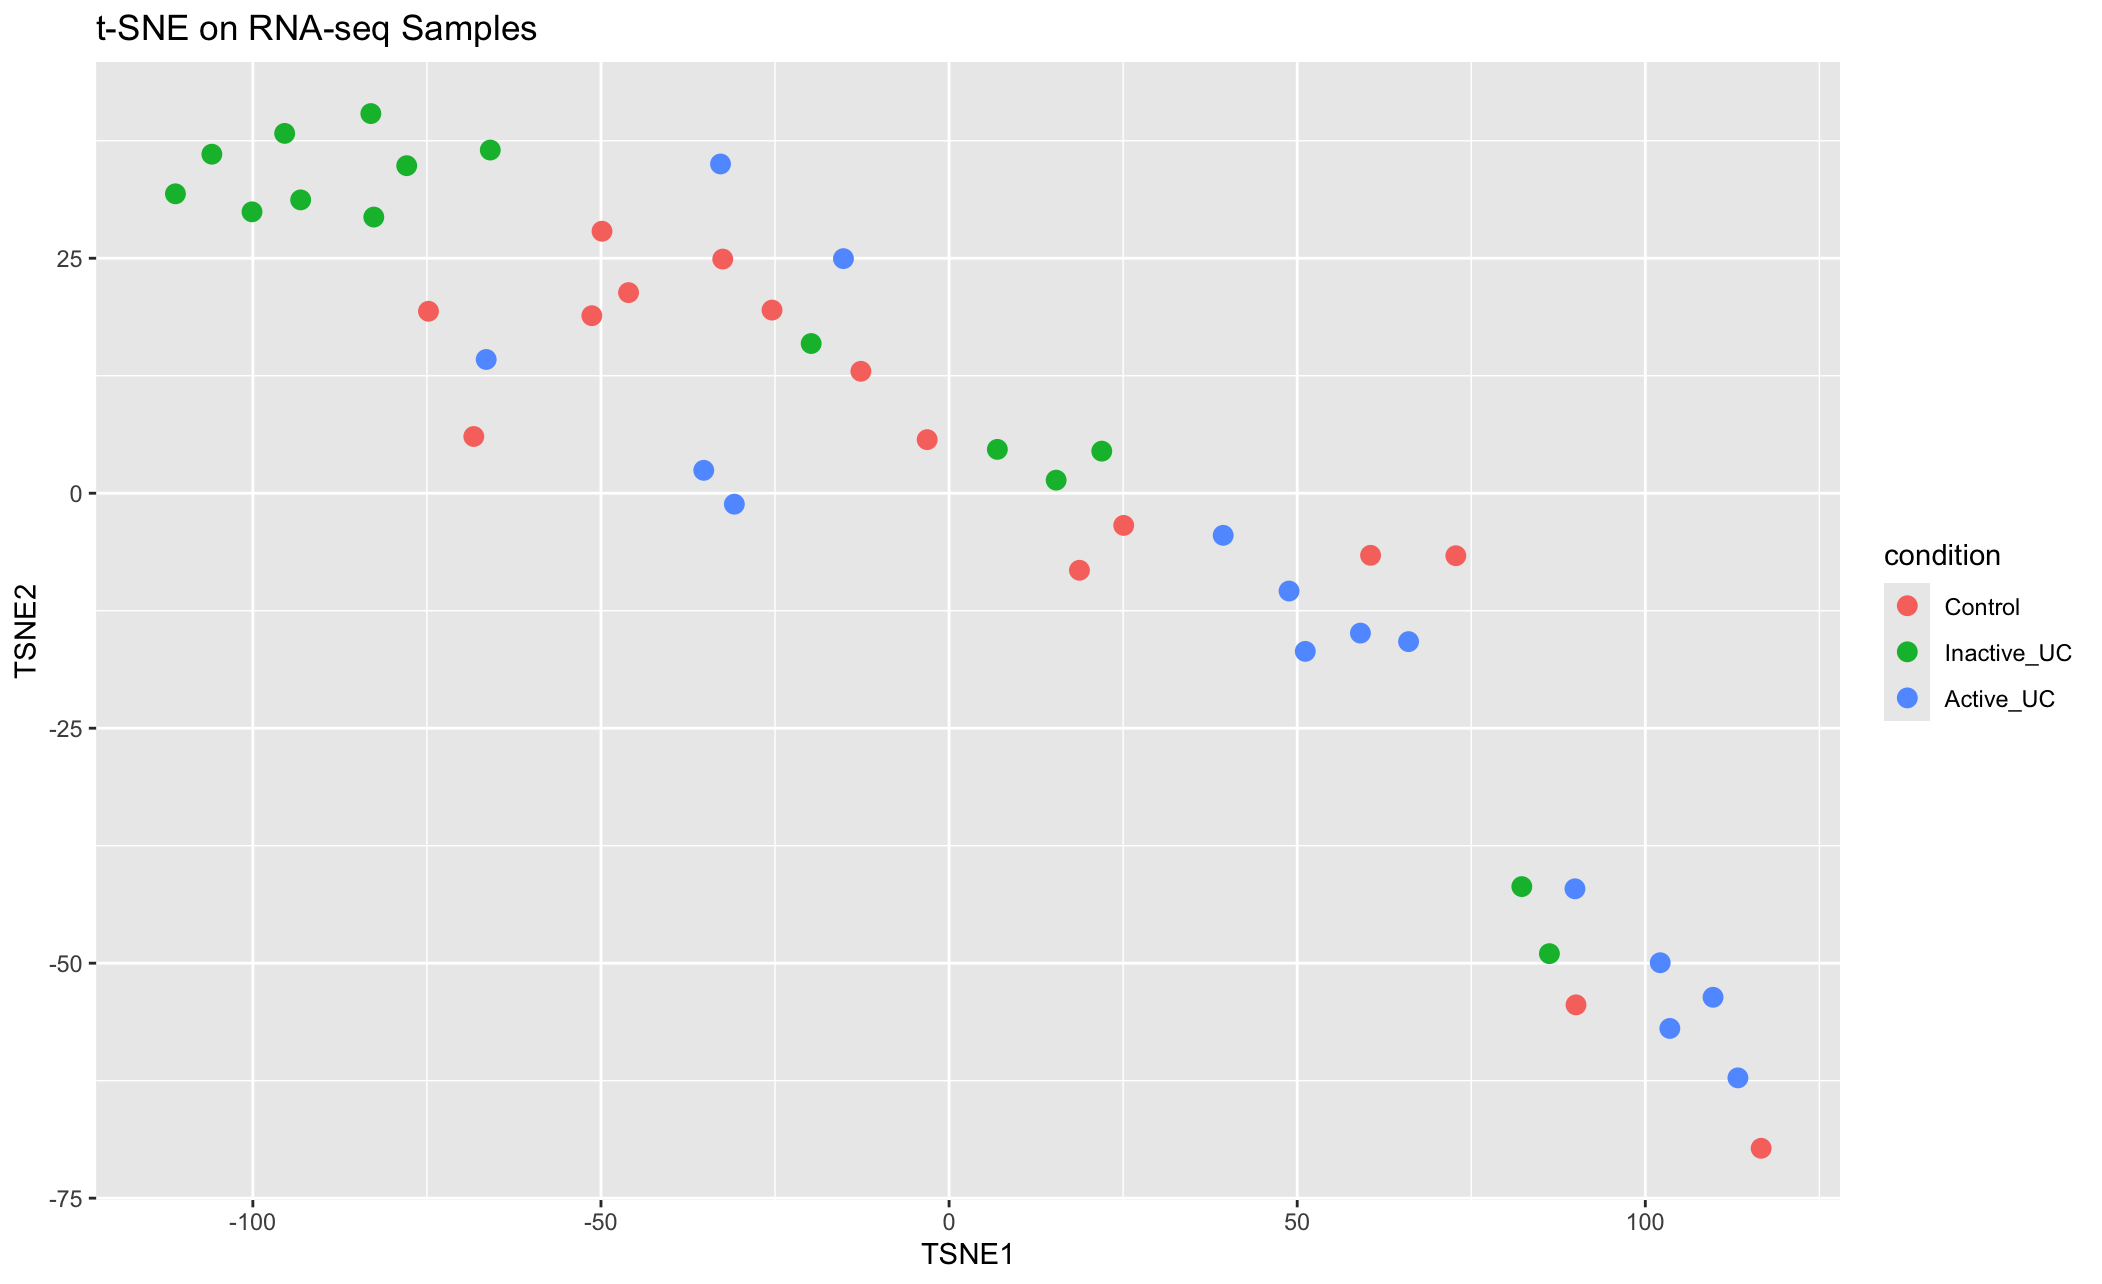 t-SNE on RNA-seq Samples
TSNE2
25
0
-25
-50
-75
-100
-50
0
50
100
TSNE1
condition
Control
Inactive_UC
Active_UC